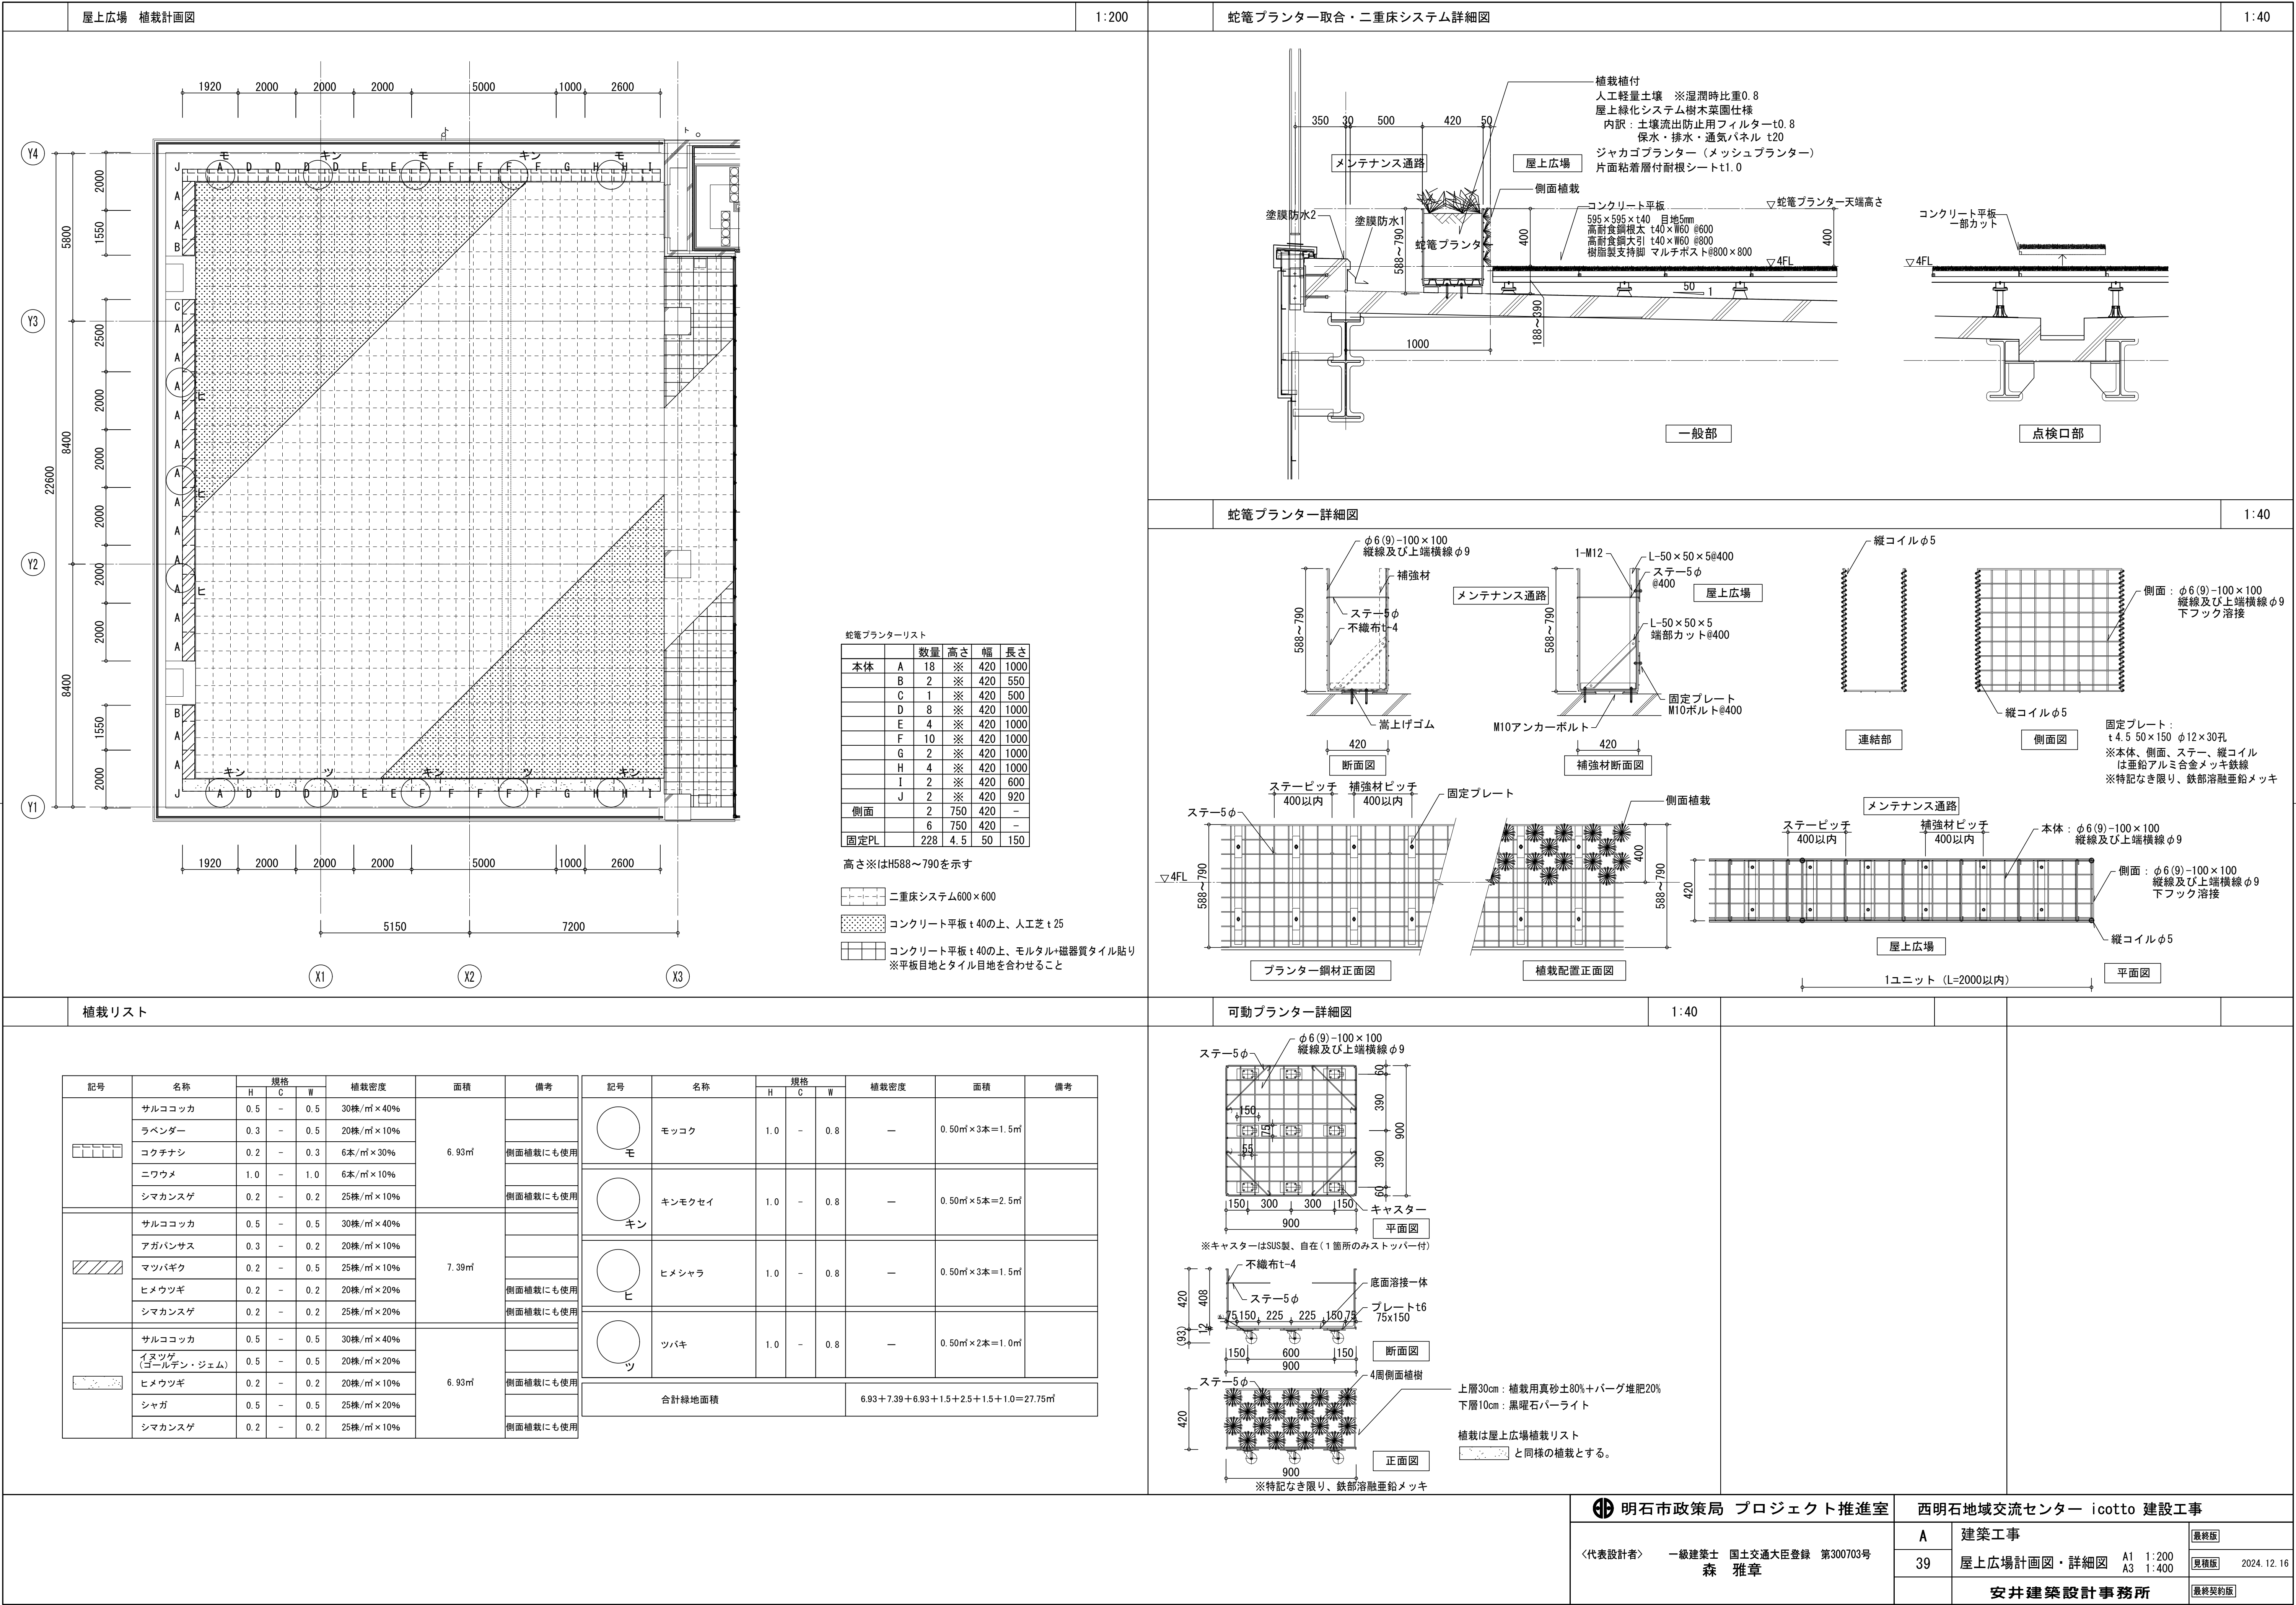 屋上広場 植栽計画図 1:200
1920 2000 2000 2000 5000 1000 2600
Y4
Y3
Y2
Y1
2000
1550
2500
2000
2000
2000
2000
2000
1550
2000
5800
8400
8400
22600
モ キン モ キン モ
J A D D D D E E F F F F F G H H I
A
A
B
C
A
A
A
ヒ
A
A
A
ヒ
A
A
A
A
ヒ
A
A
B
A
A
キン ツ キン ツ キン
J A D D D D E E F F F F F G H H I
1920 2000 2000 2000 5000 1000 2600
5150 7200
X1 X2 X3
蛇篭プランターリスト
数量 高さ 幅 長さ
本体 A 18 ※ 420 1000
B 2 ※ 420 550
C 1 ※ 420 500
D 8 ※ 420 1000
E 4 ※ 420 1000
F 10 ※ 420 1000
G 2 ※ 420 1000
H 4 ※ 420 1000
I 2 ※ 420 600
J 2 ※ 420 920
側面 2 750 420 -
6 750 420 -
固定PL 228 4.5 50 150
高さ※はH588~790を示す
二重床システム600×600
コンクリート平板t40の上、人工芝t25
コンクリート平板t40の上、モルタル+磁器質タイル貼り
※平板目地とタイル目地を合わせること
蛇篭プランター取合・二重床システム詳細図 1:40
植栽植付
人工軽量土壌 ※湿潤時比重0.8
屋上緑化システム樹木菜園仕様
内訳:土壌流出防止用フィルターt0.8
保水・排水・通気パネル t20
ジャカゴプランター(メッシュプランター)
片面粘着層付耐根シートt1.0
350 30 500 420 50
メンテナンス通路
屋上広場
側面植栽
コンクリート平板
595×595×t40 目地5mm
高耐食鋼根太 t40×W60 @600
高耐食鋼大引 t40×W60 @800
樹脂製支持脚 マルチポスト@800×800
▽蛇篭プランター天端高さ
塗膜防水2
塗膜防水1
588~790
蛇篭プランター
400
400
▽4FL
50 1
188~390
1000
一般部
コンクリート平板
一部カット
▽4FL
点検口部
蛇篭プランター詳細図 1:40
φ6(9)-100×100
縦線及び上端横線φ9
補強材
ステー5φ
不織布t-4
588~790
嵩上げゴム
420
断面図
メンテナンス通路
1-M12
L-50×50×5@400
ステー5φ
@400
屋上広場
588~790
L-50×50×5
端部カット@400
固定プレート
M10ボルト@400
M10アンカーボルト
420
補強材断面図
縦コイルφ5
連結部
側面:φ6(9)-100×100
縦線及び上端横線φ9
下フック溶接
縦コイルφ5
側面図
固定プレート:
t4.5 50×150 φ12×30孔
※本体、側面、ステー、縦コイル
は亜鉛アルミ合金メッキ鉄線
※特記なき限り、鉄部溶融亜鉛メッキ
ステーピッチ 補強材ピッチ
400以内 400以内
固定プレート
ステー5φ
▽4FL
588~790
プランター鋼材正面図
側面植栽
400
588~790
植栽配置正面図
メンテナンス通路
ステーピッチ 補強材ピッチ
400以内 400以内
本体:φ6(9)-100×100
縦線及び上端横線φ9
側面:φ6(9)-100×100
縦線及び上端横線φ9
下フック溶接
420
縦コイルφ5
屋上広場
平面図
1ユニット(L=2000以内)
植栽リスト
記号 名称 規格 植栽密度 面積 備考
H C W
サルココッカ 0.5 - 0.5 30株/㎡×40%
ラベンダー 0.3 - 0.5 20株/㎡×10%
コクチナシ 0.2 - 0.3 6本/㎡×30% 6.93㎡ 側面植栽にも使用
ニワウメ 1.0 - 1.0 6本/㎡×10%
シマカンスゲ 0.2 - 0.2 25株/㎡×10% 側面植栽にも使用
サルココッカ 0.5 - 0.5 30株/㎡×40%
アガパンサス 0.3 - 0.2 20株/㎡×10%
マツバギク 0.2 - 0.5 25株/㎡×10% 7.39㎡
ヒメウツギ 0.2 - 0.2 20株/㎡×20% 側面植栽にも使用
シマカンスゲ 0.2 - 0.2 25株/㎡×20% 側面植栽にも使用
サルココッカ 0.5 - 0.5 30株/㎡×40%
イヌツゲ
(ゴールデン・ジェム) 0.5 - 0.5 20株/㎡×20%
ヒメウツギ 0.2 - 0.2 20株/㎡×10% 6.93㎡ 側面植栽にも使用
シャガ 0.5 - 0.5 25株/㎡×20%
シマカンスゲ 0.2 - 0.2 25株/㎡×10% 側面植栽にも使用
記号 名称 規格 植栽密度 面積 備考
H C W
モ モッコク 1.0 - 0.8 — 0.50㎡×3本=1.5㎡
キン キンモクセイ 1.0 - 0.8 — 0.50㎡×5本=2.5㎡
ヒ ヒメシャラ 1.0 - 0.8 — 0.50㎡×3本=1.5㎡
ツ ツバキ 1.0 - 0.8 — 0.50㎡×2本=1.0㎡
合計緑地面積 6.93+7.39+6.93+1.5+2.5+1.5+1.0=27.75㎡
可動プランター詳細図 1:40
φ6(9)-100×100
縦線及び上端横線φ9
ステー5φ
60
390
390
60
900
150
75
55
150 300 300 150
キャスター
900
平面図
※キャスターはSUS製、自在(1箇所のみストッパー付)
不織布t-4
底面溶接一体
ステー5φ
プレートt6
75x150
420
408
12
(93)
75 150 225 225 150 75
150 600 150
900
断面図
ステー5φ
4周側面植樹
420
上層30cm:植栽用真砂土80%+バーグ堆肥20%
下層10cm:黒曜石パーライト
植栽は屋上広場植栽リスト
と同様の植栽とする。
900
正面図
※特記なき限り、鉄部溶融亜鉛メッキ
明石市政策局 プロジェクト推進室
西明石地域交流センター icotto 建設工事
〈代表設計者〉 一級建築士 国土交通大臣登録 第300703号
森 雅章
A 建築工事 最終版
39 屋上広場計画図・詳細図 A1 1:200
A3 1:400
見積版 2024.12.16
安井建築設計事務所 最終契約版